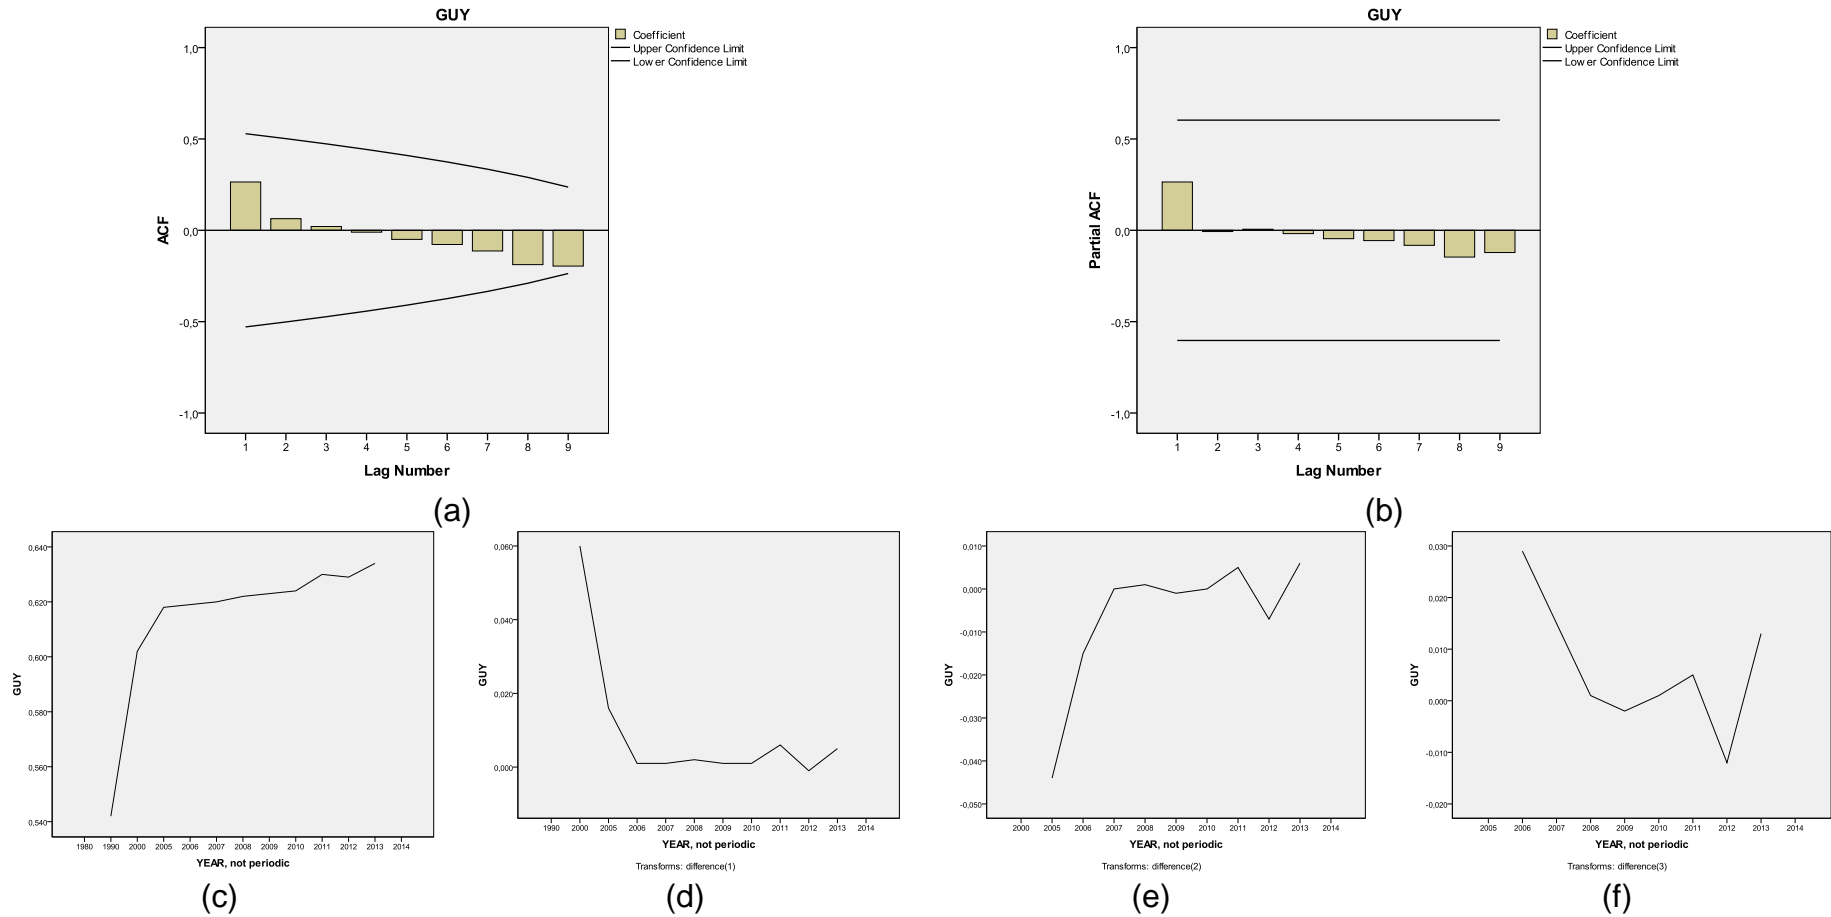 GUY
Coefficient
Upper Confidence Limit
Lower Confidence Limit
1,0
0,5
0,0
-0,5
-1,0
ACF
1 2 3 4 5 6 7 8 9
Lag Number
(a)
GUY
Coefficient
Upper Confidence Limit
Lower Confidence Limit
1,0
0,5
0,0
-0,5
-1,0
Partial ACF
1 2 3 4 5 6 7 8 9
Lag Number
(b)
0,640
0,620
0,600
0,580
0,560
0,540
GUY
1980 1990 2000 2005 2006 2007 2008 2009 2010 2011 2012 2013 2014
YEAR, not periodic
(c)
0,060
0,040
0,020
0,000
GUY
1990 2000 2005 2006 2007 2008 2009 2010 2011 2012 2013 2014
YEAR, not periodic
Transforms: difference(1)
(d)
0,010
0,000
-0,010
-0,020
-0,030
-0,040
-0,050
GUY
2000 2005 2006 2007 2008 2009 2010 2011 2012 2013 2014
YEAR, not periodic
Transforms: difference(2)
(e)
0,030
0,020
0,010
0,000
-0,010
-0,020
GUY
2005 2006 2007 2008 2009 2010 2011 2012 2013 2014
YEAR, not periodic
Transforms: difference(3)
(f)